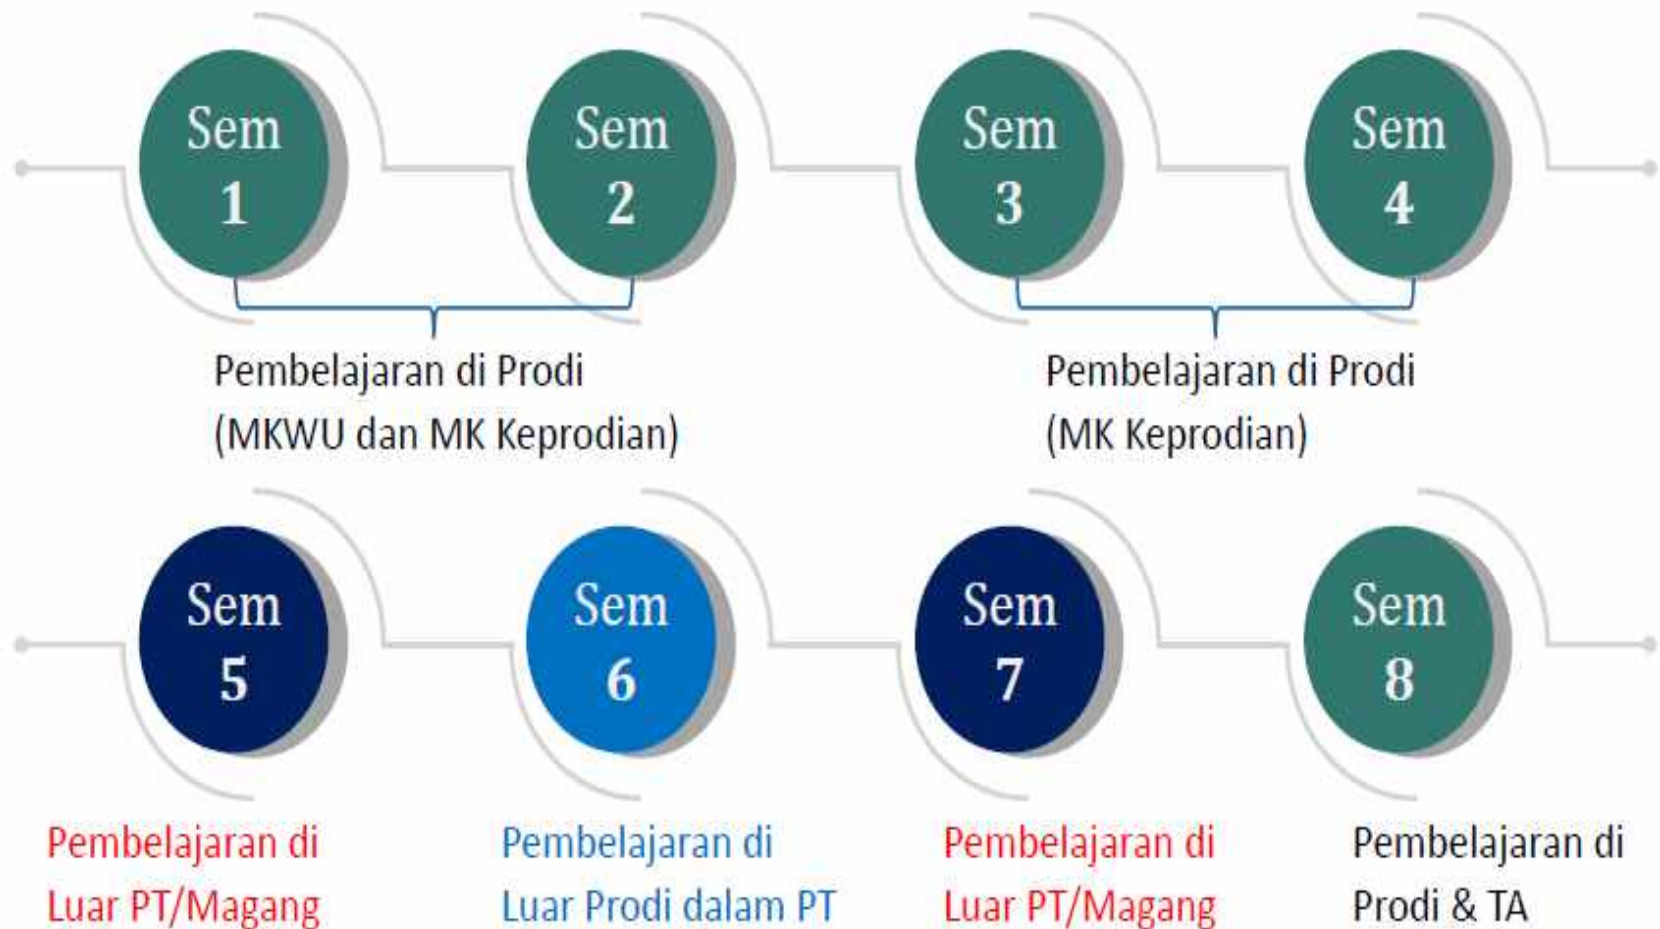 Sem
1
Sem
2
Sem
3
Sem
4
Pembelajaran di Prodi
(MKWU dan MK Keprodian)
Pembelajaran di Prodi
(MK Keprodian)
Sem
5
Sem
6
Sem
7
Sem
8
Pembelajaran di
Luar PT/Magang
Pembelajaran di
Luar Prodi dalam PT
Pembelajaran di
Luar PT/Magang
Pembelajaran di
Prodi & TA